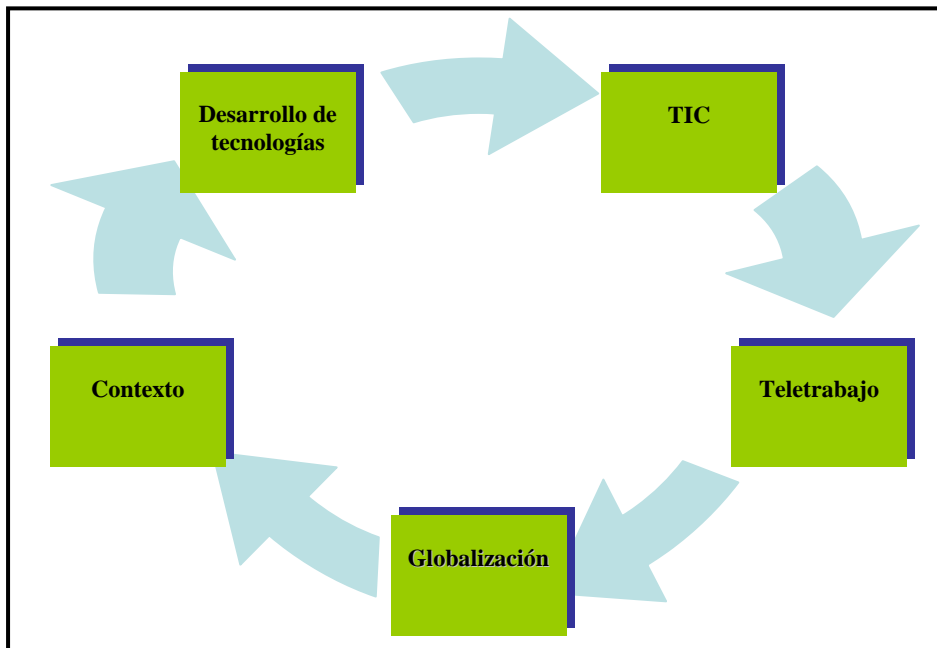 Desarrollo de
tecnologías
TIC
Contexto
Teletrabajo
Globalización